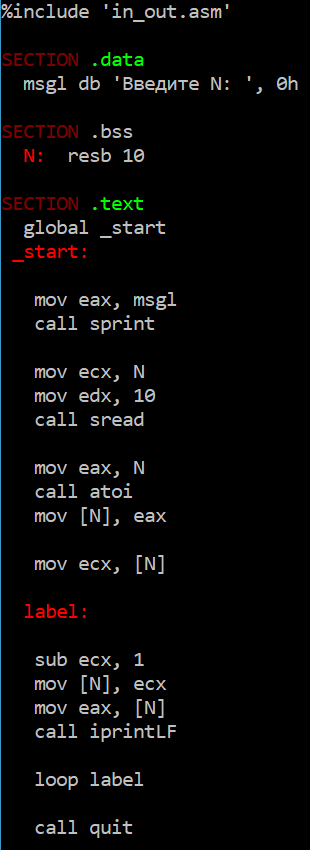 %include 'in_out.asm'
SECTION .data
msgl db 'Введите N: ', 0h
SECTION .bss
N: resb 10
SECTION .text
global _start
_start:
mov eax, msgl
call sprint
mov ecx, N
mov edx, 10
call sread
mov eax, N
call atoi
mov [N], eax
mov ecx, [N]
label:
sub ecx, 1
mov [N], ecx
mov eax, [N]
call iprintLF
loop label
call quit